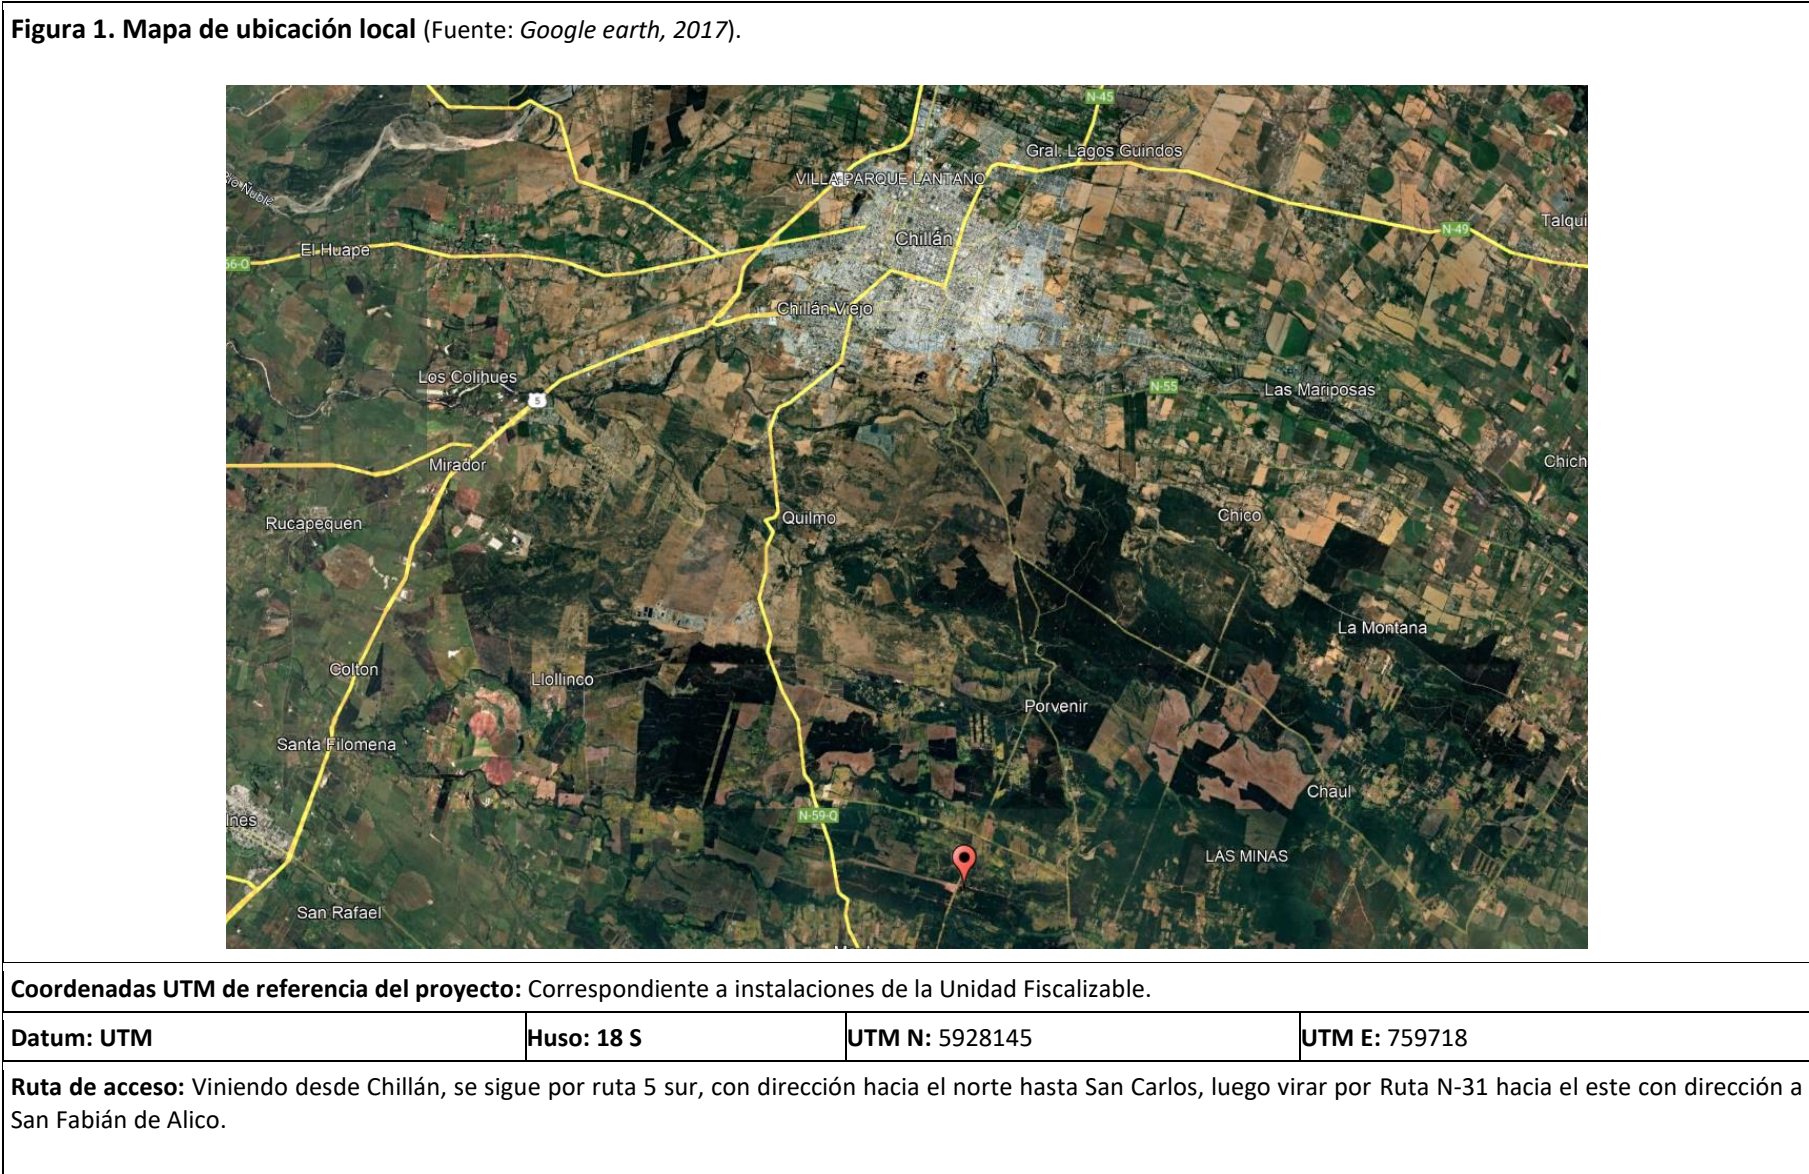 Figura 1. Mapa de ubicación local (Fuente: Google earth, 2017).
N-45
Gral. Lagos Guindos
VILLA PARQUE LANTANO
Rio Ñuble
Talqui
N-49
Chillán
El Huape
66-O
Chillán Viejo
Los Colihues
N-55
Las Mariposas
5
Mirador
Chich
Rucapequen
Quilmo
Chico
La Montana
Colton
Llollinco
Porvenir
Santa Filomena
Chaul
N-59-Q
lnes
LAS MINAS
San Rafael
Coordenadas UTM de referencia del proyecto: Correspondiente a instalaciones de la Unidad Fiscalizable.
Datum: UTM Huso: 18 S UTM N: 5928145 UTM E: 759718
Ruta de acceso: Viniendo desde Chillán, se sigue por ruta 5 sur, con dirección hacia el norte hasta San Carlos, luego virar por Ruta N-31 hacia el este con dirección a
San Fabián de Alico.